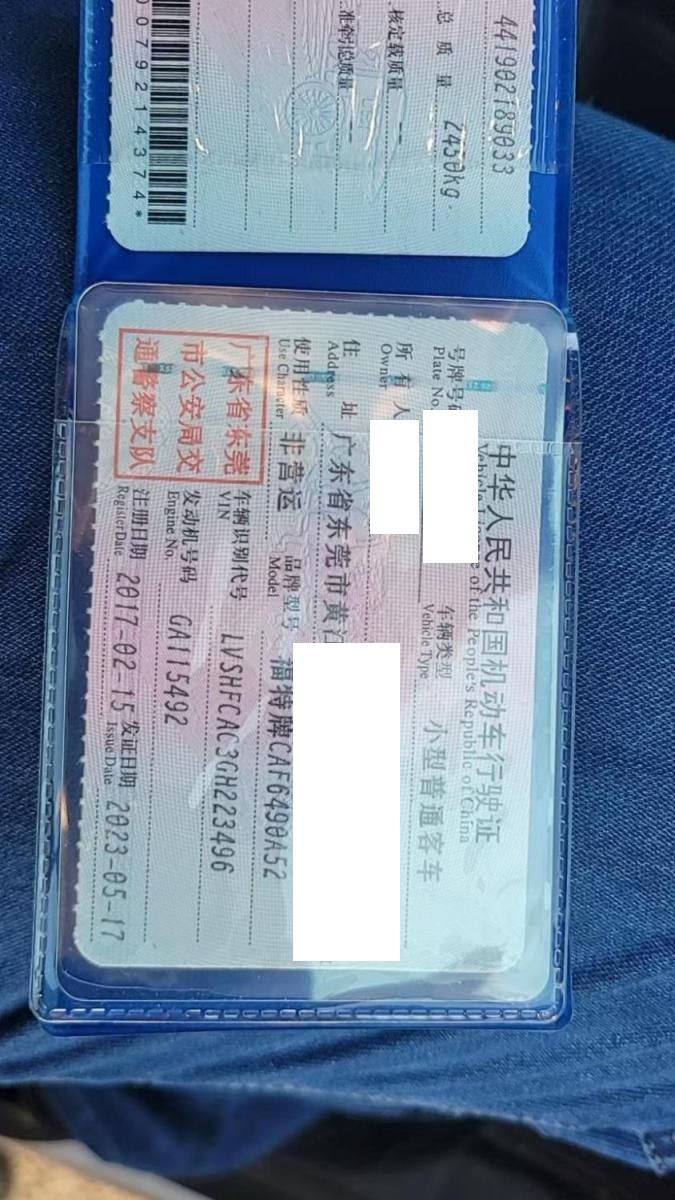 441902189033
总质量 2450kg
核定载质量 --
准牵引总质量 --
0079214374*
中华人民共和国机动车行驶证
of the People's Republic of China
号牌号
Plate No.
车辆类型 小型普通客车
Vehicle Type
所有人
Owner
住址 广东省东莞市黄江
Address
使用性质 非营运
Use Character
品牌型号 福特牌CAF6490A52
Model
广东省东莞
市公安局交
通警察支队
车辆识别代号 LVSHFCAC3GH223496
VIN
发动机号码 GA115492
Engine No.
注册日期 2017-02-15
Register Date
发证日期 2023-05-17
Issue Date